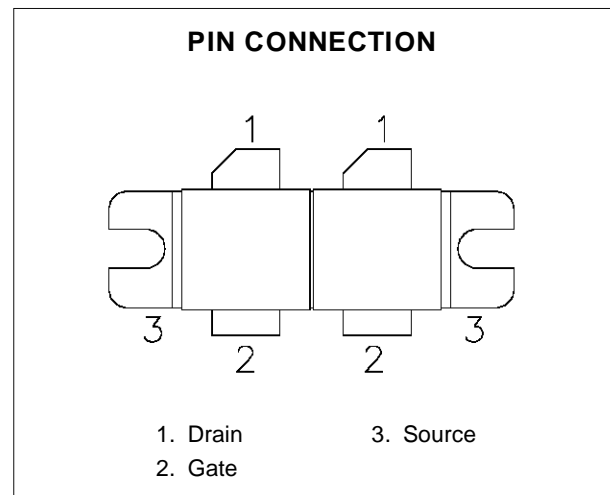 PIN CONNECTION
1 1
3 2 2 3
1. Drain 3. Source
2. Gate